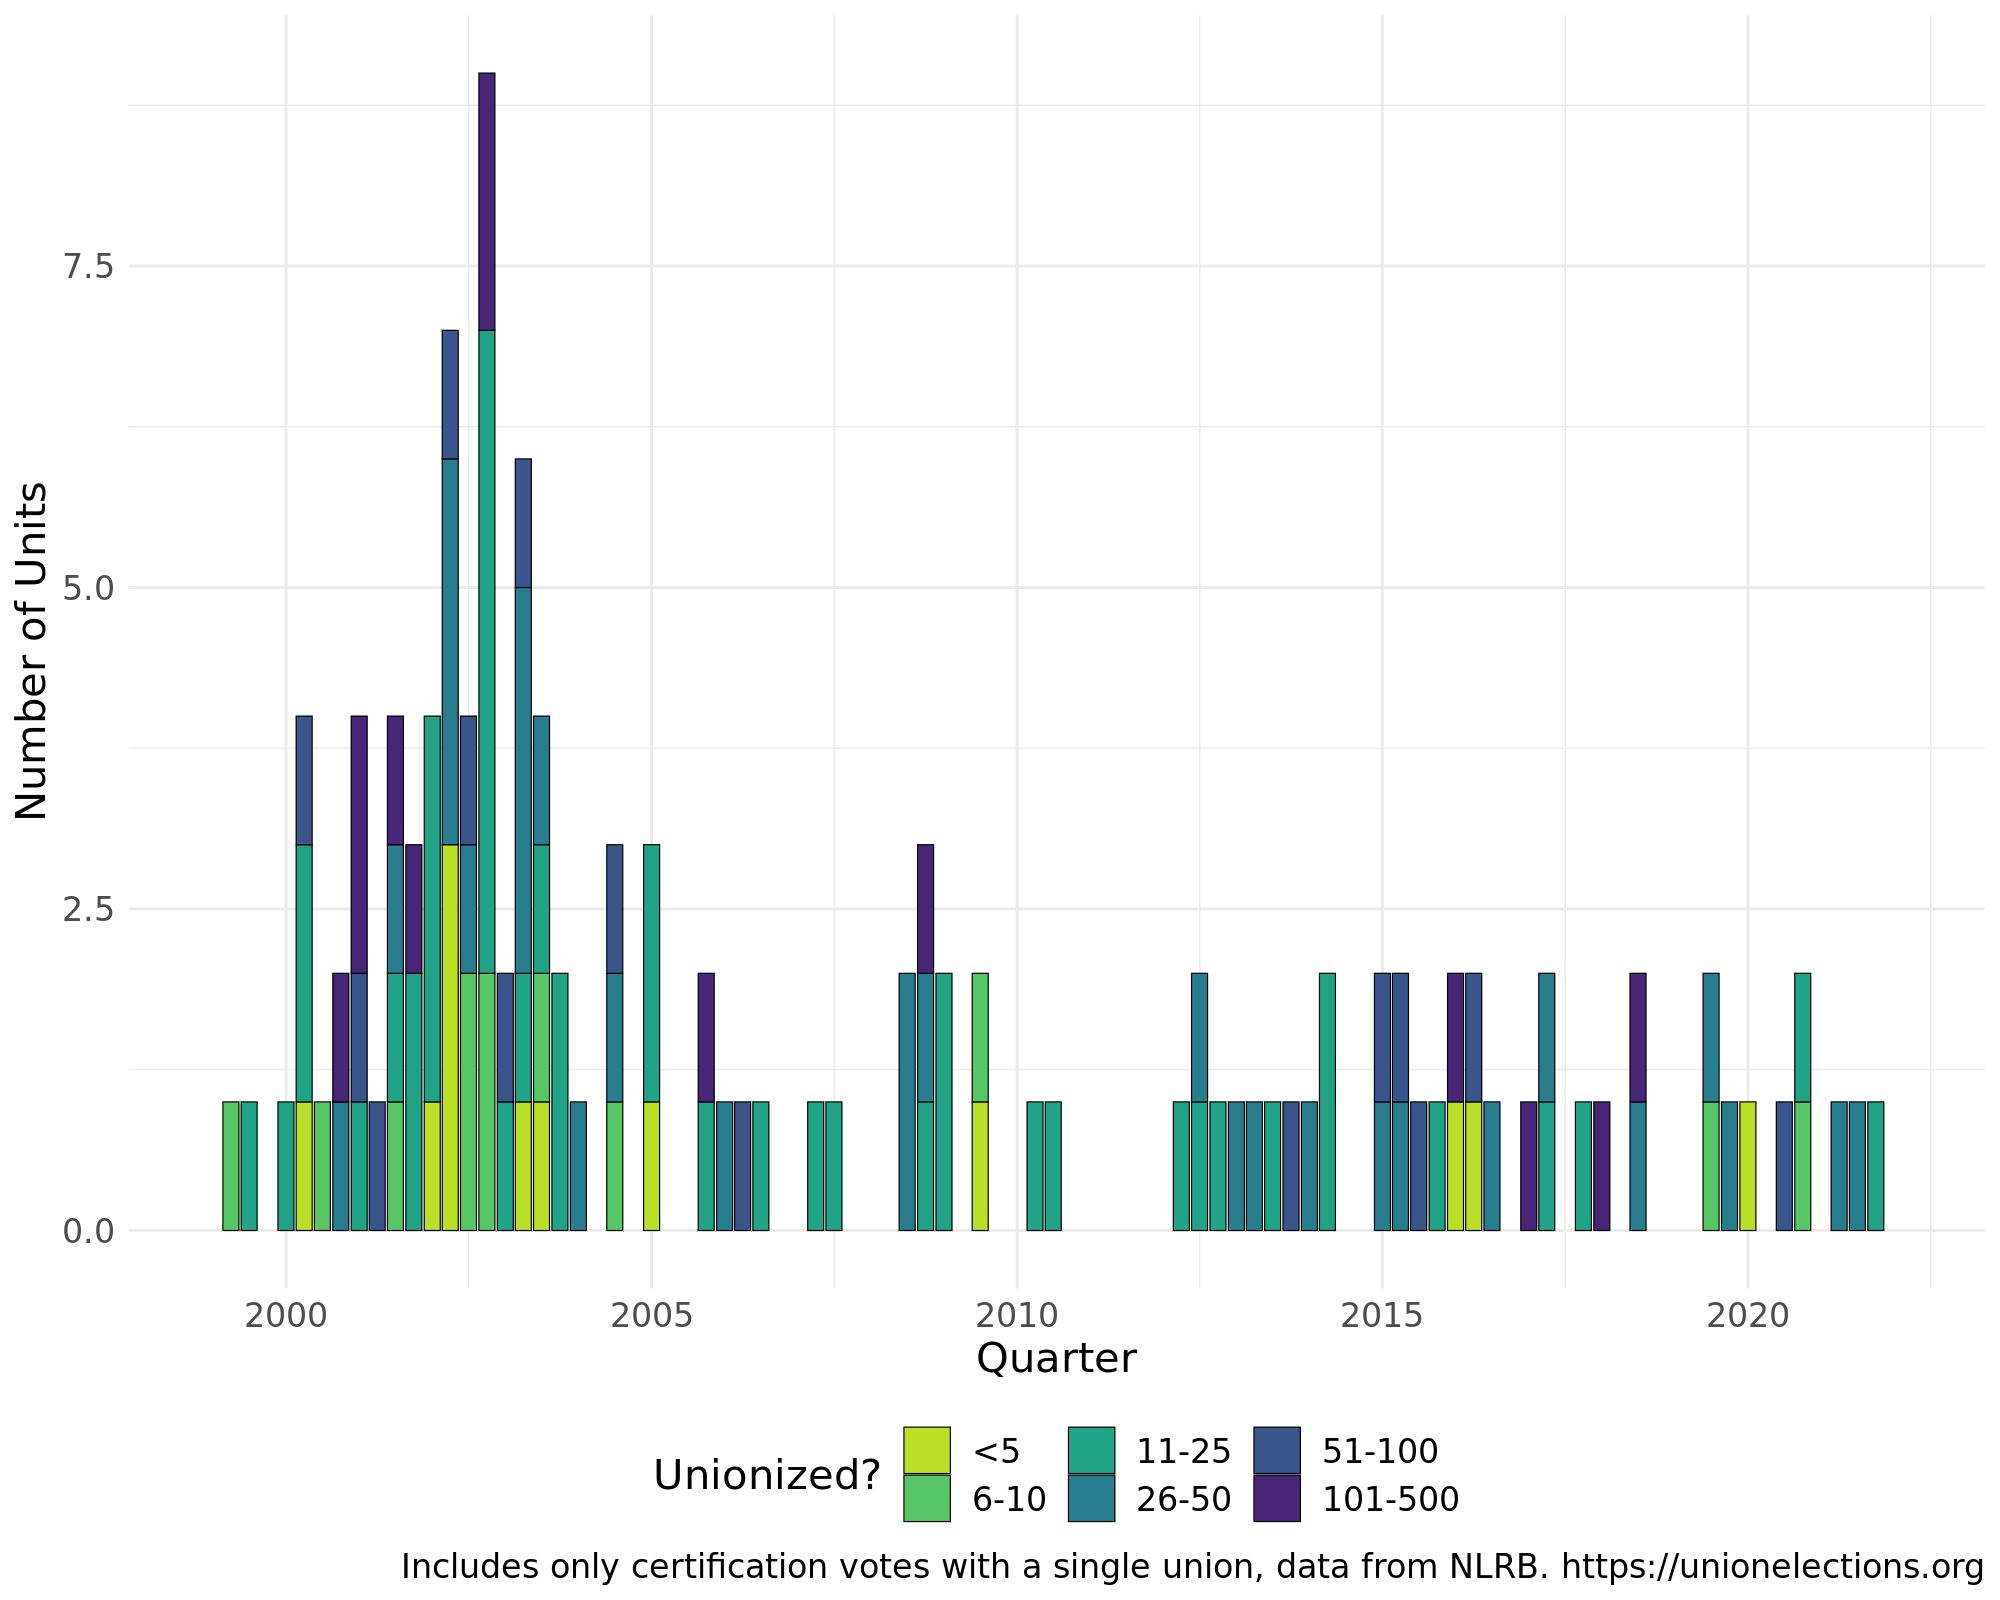 Number of Units
7.5
5.0
2.5
0.0
2000 2005 2010 2015 2020
Quarter
Unionized?
<5 11-25 51-100
6-10 26-50 101-500
Includes only certification votes with a single union, data from NLRB. https://unionelections.org